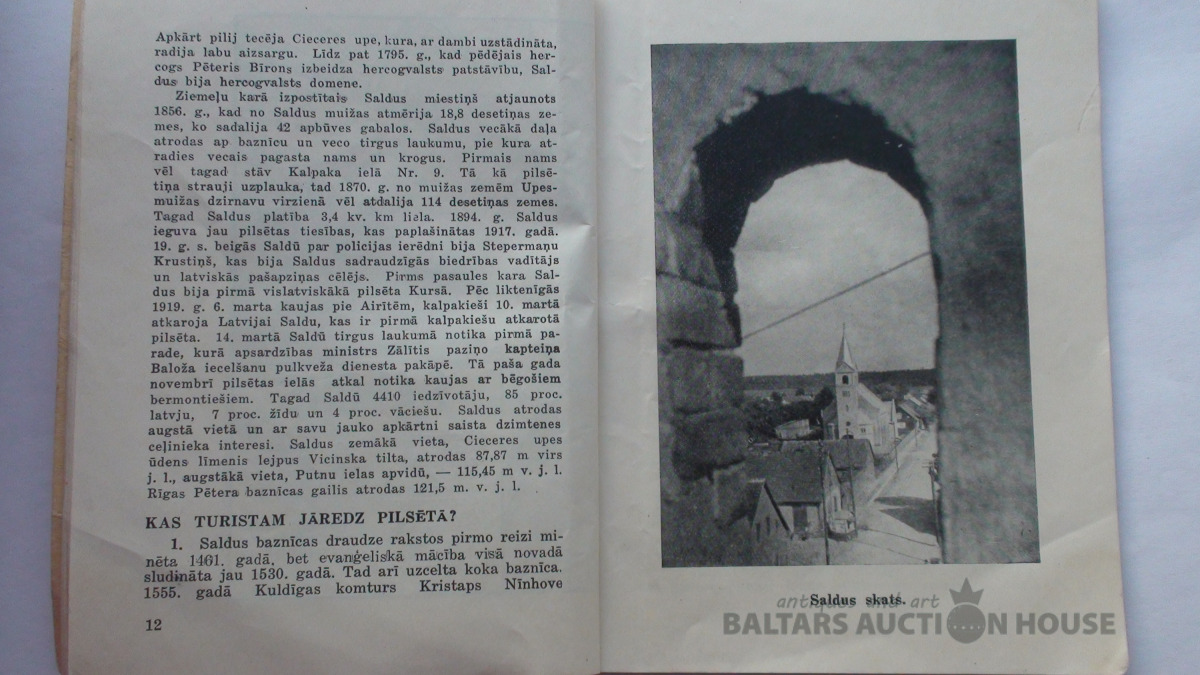 Apkārt pilij tecēja Cieceres upe, kura, ar dambi uzstādināta,
radija labu aizsargu. Līdz pat 1795. g., kad pēdējais her-
cogs Pēteris Bīrons izbeidza hercogvalsts patstāvību, Sal-
dus bija hercogvalsts domene.
Ziemeļu karā izpostītais Saldus miestiņš atjaunots
1856. g., kad no Saldus muižas atmērija 18,8 desetiņas ze-
mes, ko sadalija 42 apbūves gabalos. Saldus vecākā daļa
atrodas ap baznīcu un veco tirgus laukumu, pie kura at-
radies vecais pagasta nams un krogus. Pirmais nams
vēl tagad stāv Kalpaka ielā Nr. 9. Tā kā pilsē-
tiņa strauji uzplauka, tad 1870. g. no muižas zemēm Upes-
muižas dzirnavu virzienā vēl atdalija 114 desetiņas zemes.
Tagad Saldus platība 3,4 kv. km liela. 1894. g. Saldus
ieguva jau pilsētas tiesības, kas paplašinātas 1917. gadā.
19. g. s. beigās Saldū par policijas ierēdni bija Stepermaņu
Krustiņš, kas bija Saldus sadraudzīgās biedrības vadītājs
un latviskās pašapziņas cēlējs. Pirms pasaules kara Sal-
dus bija pirmā vislatviskākā pilsēta Kursā. Pēc liktenīgās
1919. g. 6. marta kaujas pie Airītēm, kalpakieši 10. martā
atkaroja Latvijai Saldu, kas ir pirmā kalpakiešu atkarotā
pilsēta. 14. martā Saldū tirgus laukumā notika pirmā pa-
rade, kurā apsardzības ministrs Zālītis paziņo kapteiņa
Baloža iecelšanu pulkveža dienesta pakāpē. Tā paša gada
novembrī pilsētas ielās atkal notika kaujas ar bēgošiem
bermontiešiem. Tagad Saldū 4410 iedzīvotāju, 85 proc.
latvju, 7 proc. žīdu un 4 proc. vāciešu. Saldus atrodas
augstā vietā un ar savu jauko apkārtni saista dzimtenes
ceļinieka interesi. Saldus zemākā vieta, Cieceres upes
ūdens līmenis lejpus Vicinska tilta, atrodas 87,87 m virs
j. l., augstākā vieta, Putnu ielas apvidū, — 115,45 m v. j. l.
Rīgas Pētera baznīcas gailis atrodas 121,5 m. v. j. l.
KAS TURISTAM JĀREDZ PILSĒTĀ?
1. Saldus baznīcas draudze rakstos pirmo reizi mi-
nēta 1461. gadā, bet evaņģeliskā mācība visā novadā
sludināta jau 1530. gadā. Tad arī uzcelta koka baznīca.
1555. gadā Kuldīgas komturs Kristaps Nīnhove
12
Saldus skats.
antiques and art
BALTARS AUCTION HOUSE